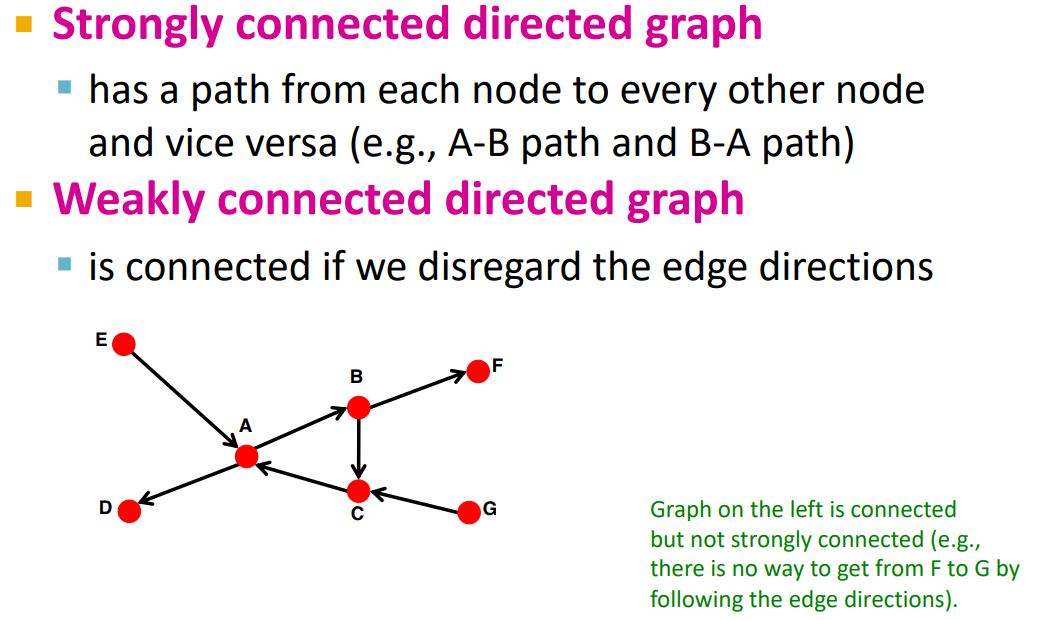 Strongly connected directed graph
has a path from each node to every other node
and vice versa (e.g., A-B path and B-A path)
Weakly connected directed graph
is connected if we disregard the edge directions
E
F
B
A
D
C
G
Graph on the left is connected
but not strongly connected (e.g.,
there is no way to get from F to G by
following the edge directions).